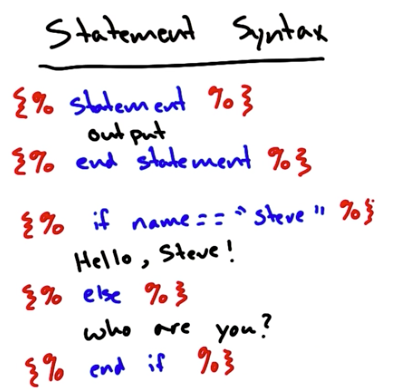 Statement Syntax
{% statement %}
output
{% end statement %}
{% if name == "steve" %}
Hello, Steve!
{% else %}
who are you?
{% end if %}